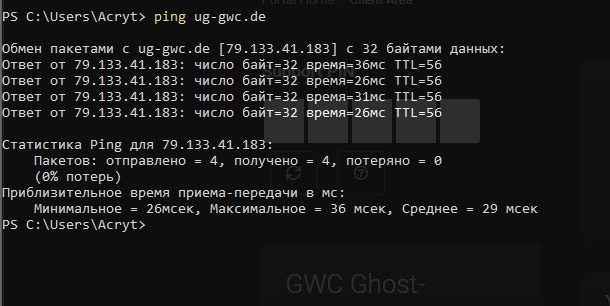 Portal Home / Client Area
PS C:\Users\Acryt> ping ug-gwc.de
Обмен пакетами с ug-gwc.de [79.133.41.183] с 32 байтами данных:
Ответ от 79.133.41.183: число байт=32 время=36мс TTL=56
Support PIN
Ответ от 79.133.41.183: число байт=32 время=26мс TTL=56
Ответ от 79.133.41.183: число байт=32 время=31мс TTL=56
Ответ от 79.133.41.183: число байт=32 время=26мс TTL=56
Статистика Ping для 79.133.41.183:
Пакетов: отправлено = 4, получено = 4, потеряно = 0
(0% потерь)
Приблизительное время приема-передачи в мс:
Минимальное = 26мсек, Максимальное = 36 мсек, Среднее = 29 мсек
PS C:\Users\Acryt>
GWC Ghost-